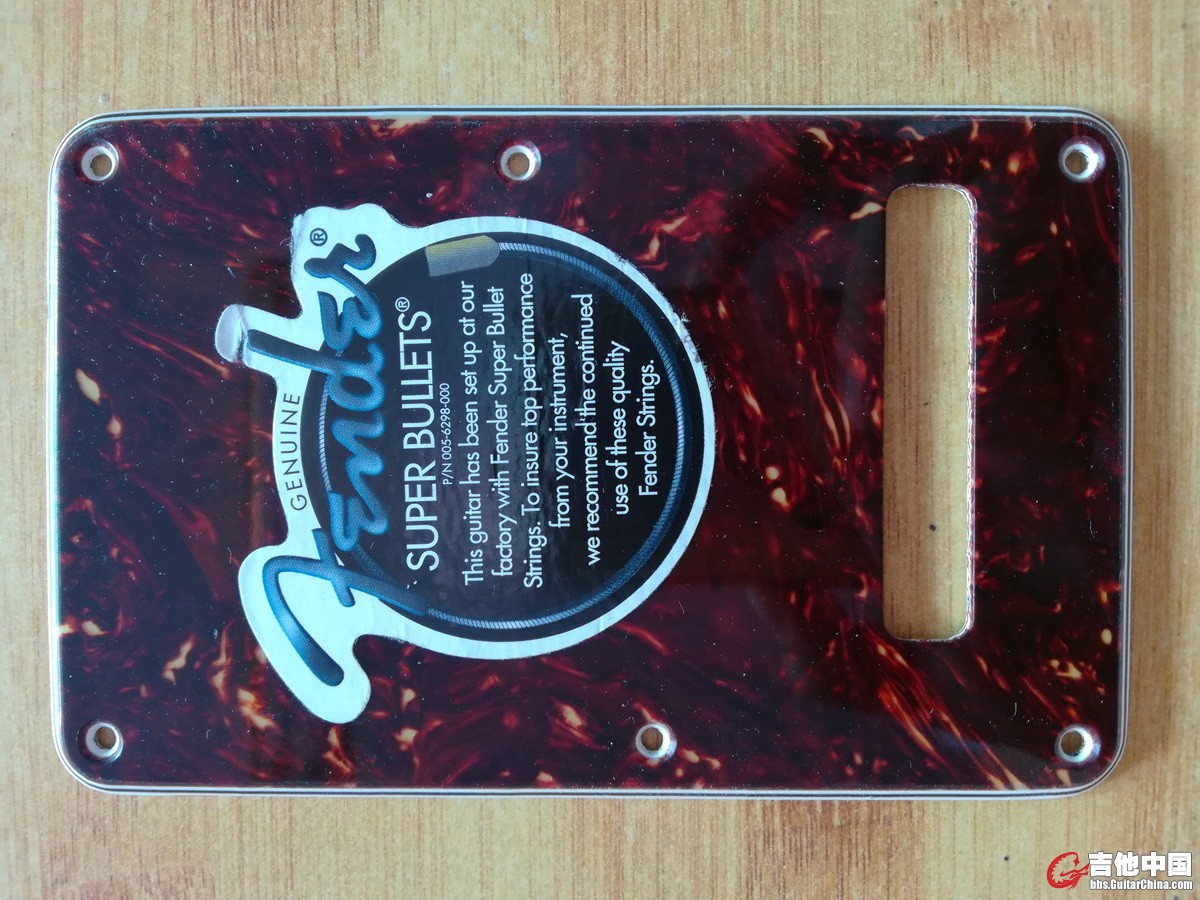 GENUINE
Fender®
SUPER BULLETS®
P/N 005-6298-000
This guitar has been set up at our
factory with Fender Super Bullet
Strings. To insure top performance
from your instrument,
we recommend the continued
use of these quality
Fender Strings.
吉他中国
bbs.GuitarChina.com